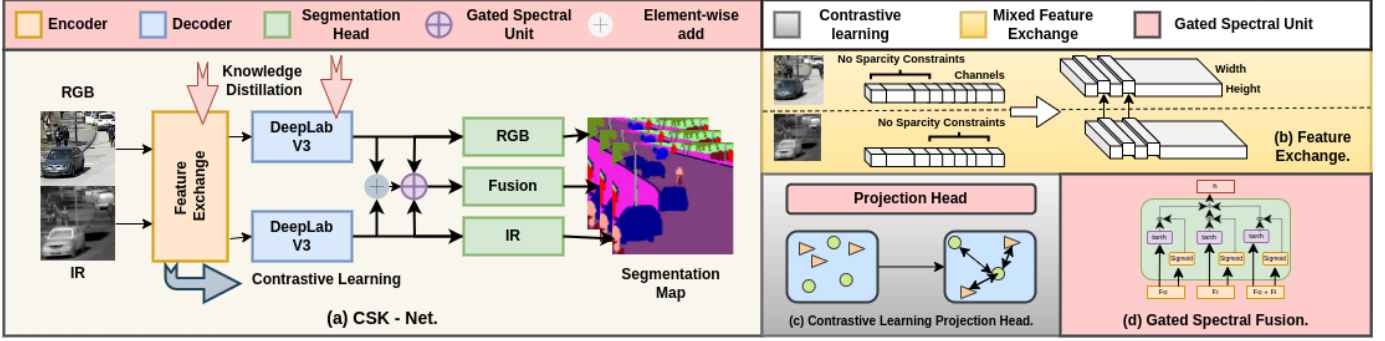 Encoder
Decoder
Segmentation
Head
Gated Spectral
Unit
Element-wise
add
RGB
Knowledge
Distillation
IR
Feature
Exchange
DeepLab
V3
DeepLab
V3
RGB
Fusion
IR
Segmentation
Map
Contrastive Learning
(a) CSK - Net.
Contrastive
learning
Mixed Feature
Exchange
Gated Spectral Unit
No Sparcity Constraints
Channels
No Sparcity Constraints
Width
Height
(b) Feature
Exchange.
Projection Head
(c) Contrastive Learning Projection Head.
h
tanh
tanh
tanh
Sigmoid
Sigmoid
Sigmoid
Fo
Fi
Fo + Fi
(d) Gated Spectral Fusion.